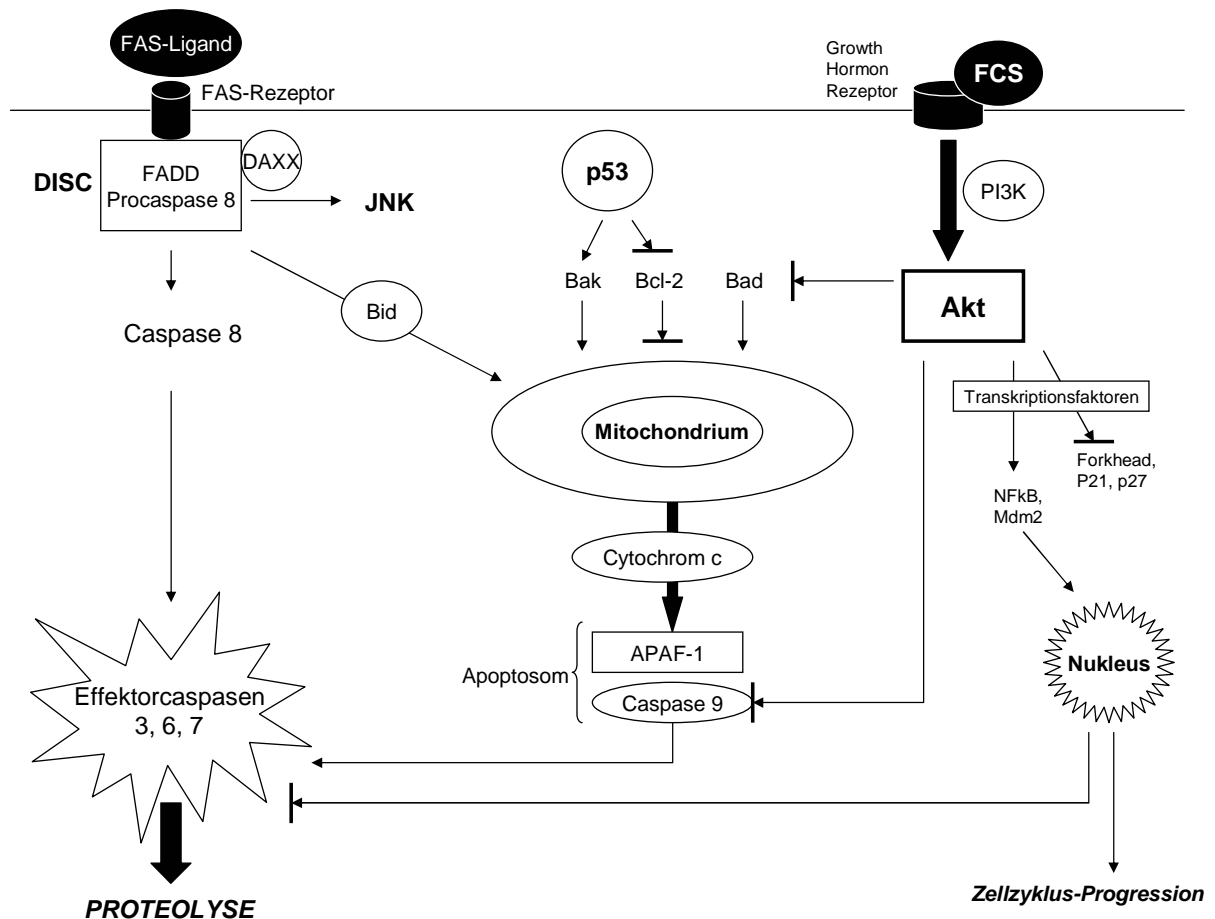 FAS-Ligand
FAS-Rezeptor
Growth
Hormon
Rezeptor
FCS
DISC
FADD
Procaspase 8
DAXX
JNK
p53
PI3K
Bak
Bcl-2
Bad
Akt
Bid
Caspase 8
Transkriptionsfaktoren
Mitochondrium
Forkhead,
P21, p27
NFkB,
Mdm2
Cytochrom c
Apoptosom
APAF-1
Caspase 9
Nukleus
Effektorcaspasen
3, 6, 7
PROTEOLYSE
Zellzyklus-Progression